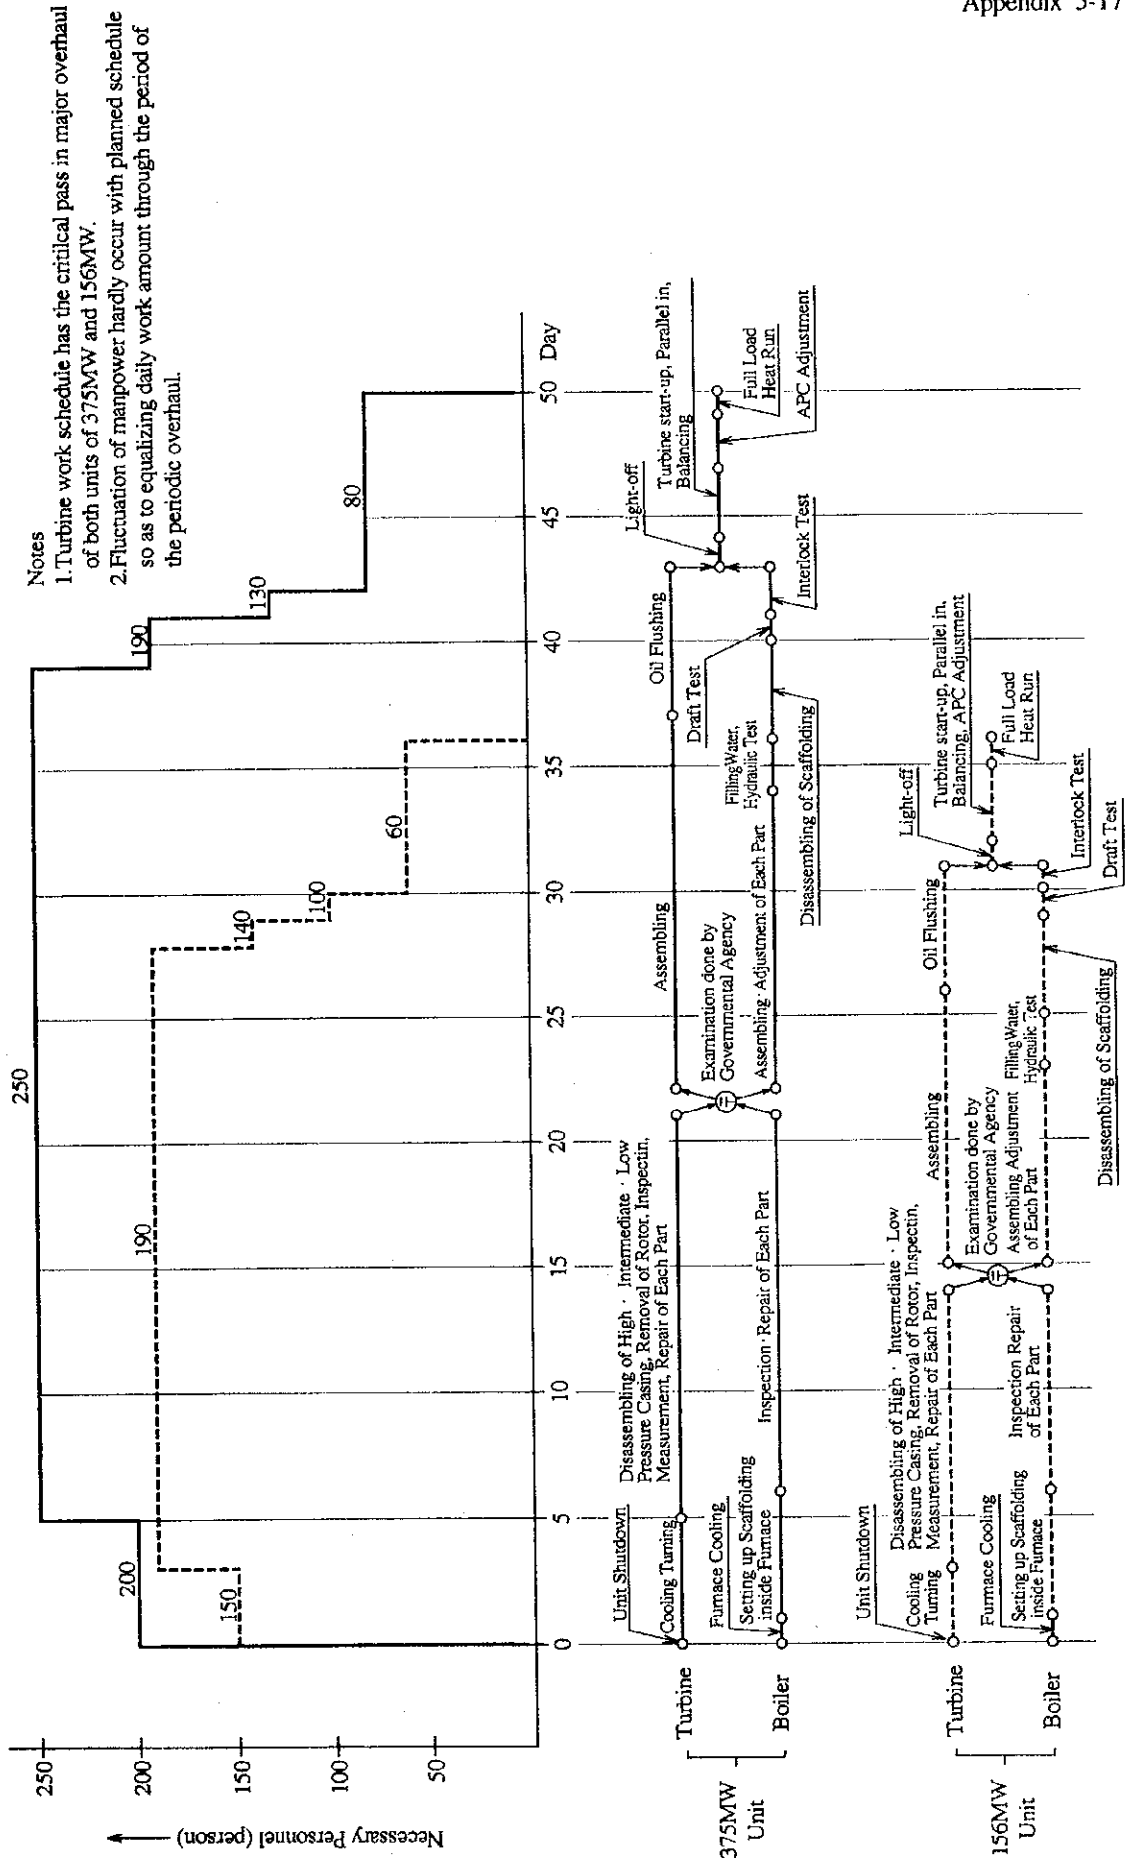 Appendix 5-17
Notes
1.Turbine work schedule has the critilcal pass in major overhaul
of both units of 375MW and 156MW.
2.Fluctuation of manpower hardly occur with planned schedule
so as to equalizing daily work amount through the period of
the periodic overhaul.
Necessary Personnel (person)
250
200
150
100
50
200
250
190
130
80
150
190
140
100
60
0
5
10
15
20
25
30
35
40
45
50
Day
375MW
Unit
Turbine
Unit Shutdown
Cooling Turning
Disassembling of High · Intermediate · Low
Pressure Casing, Removal of Rotor, Inspectin,
Measurement, Repair of Each Part
Assembling
Oil Flushing
Light-off
Turbine start-up, Parallel in,
Balancing
Full Load
Heat Run
APC Adjustment
Examination done by
Governmental Agency
Boiler
Furnace Cooling
Setting up Scaffolding
inside Furnace
Inspection · Repair of Each Part
Assembling · Adjustment of Each Part
Filling Water,
Hydraulic Test
Disassembling of Scaffolding
Draft Test
Interlock Test
156MW
Unit
Turbine
Unit Shutdown
Cooling
Turning
Disassembling of High · Intermediate · Low
Pressure Casing, Removal of Rotor, Inspectin,
Measurement, Repair of Each Part
Assembling
Oil Flushing
Light-off
Turbine start-up, Parallel in,
Balancing, APC Adjustment
Full Load
Heat Run
Examination done by
Governmental Agency
Boiler
Furnace Cooling
Setting up Scaffolding
inside Furnace
Inspection Repair
of Each Part
Assembling Adjustment
of Each Part
Filling Water,
Hydraulic Test
Disassembling of Scaffolding
Draft Test
Interlock Test